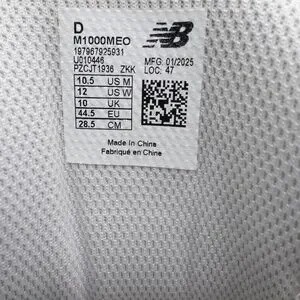 D
M1000MEO
197967925931
U010446
PZCJT1936 ZKK
MFG. 01/2025
LOC: 47
10.5 US M
12 US W
10 UK
44.5 EU
28.5 CM
Made In China
Fabriqué en Chine